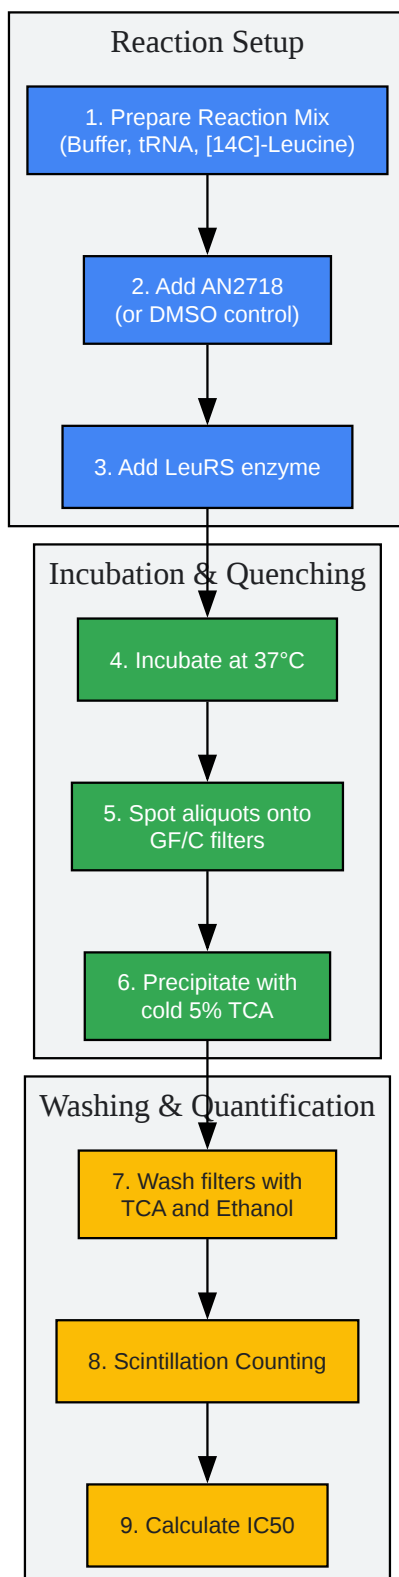 Reaction Setup
1. Prepare Reaction Mix
(Buffer, tRNA, [14C]-Leucine)
2. Add AN2718
(or DMSO control)
3. Add LeuRS enzyme
Incubation & Quenching
4. Incubate at 37°C
5. Spot aliquots onto
GF/C filters
6. Precipitate with
cold 5% TCA
Washing & Quantification
7. Wash filters with
TCA and Ethanol
8. Scintillation Counting
9. Calculate IC50